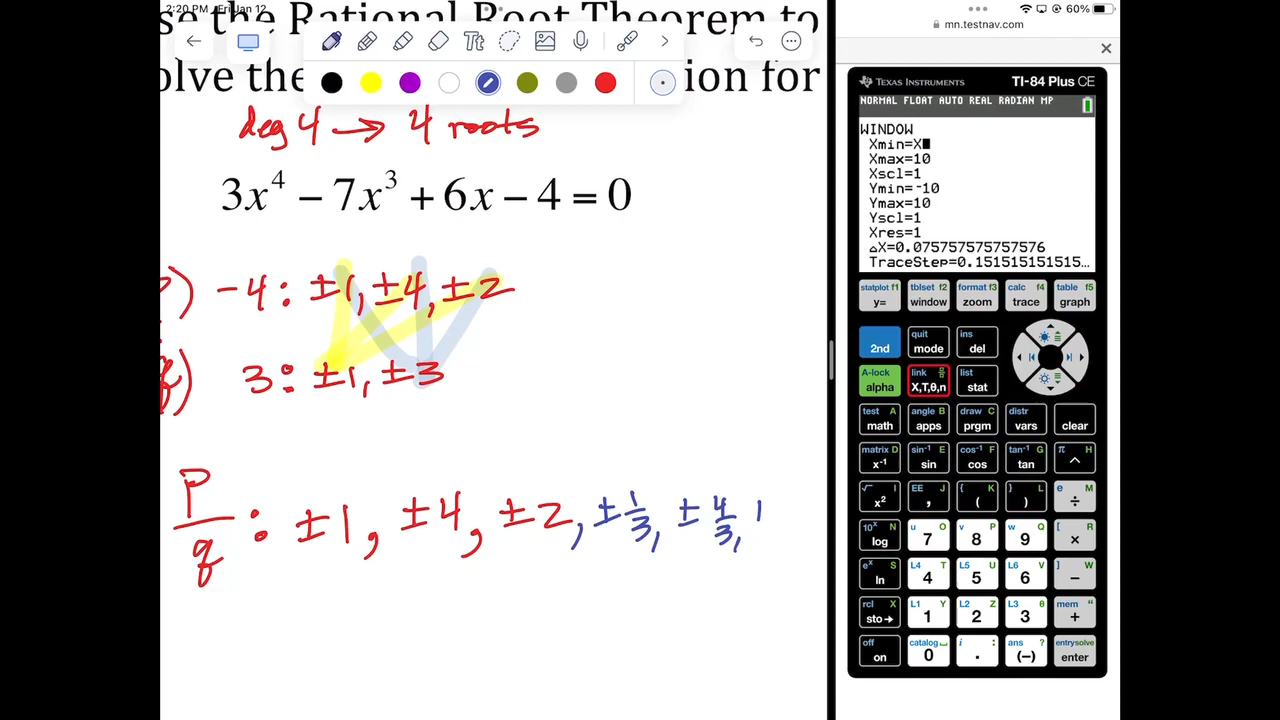 2:20 PM Fri Jan 12
60%
mn.testnav.com
se the Rational Root Theorem to
olve the
ion for
Tt
deg 4 → 4 roots
3x⁴ − 7x³ + 6x − 4 = 0
) -4 : ±1, ±4, ±2
) 3 : ±1, ±3
P/q : ±1, ±4, ±2, ±1/3, ±4/3,
TEXAS INSTRUMENTS TI-84 Plus CE
NORMAL FLOAT AUTO REAL RADIAN MP
WINDOW
Xmin=X
Xmax=10
Xscl=1
Ymin=-10
Ymax=10
Yscl=1
Xres=1
△X=0.075757575757576
TraceStep=0.151515151515…
statplot f1 tblset f2 format f3 calc f4 table f5
y= window zoom trace graph
quit ins
2nd mode del
A-lock link list
alpha X,T,θ,n stat
test A angle B draw C distr
math apps prgm vars clear
matrix D sin⁻¹ E cos⁻¹ F tan⁻¹ G π H
x⁻¹ sin cos tan ^
√ I EE J { K } L e M
x² , ( ) ÷
10ˣ N u O v P w Q [ R
log 7 8 9 ×
eˣ S L4 T L5 U L6 V ] W
ln 4 5 6 −
rcl X L1 Y L2 Z L3 θ mem "
sto→ 1 2 3 +
off catalog i : ans ? entry solve
on 0 . (−) enter